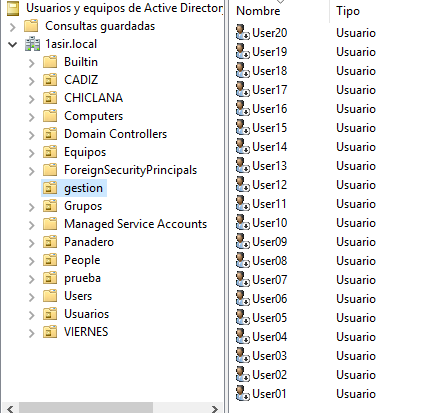 Usuarios y equipos de Active Director
Consultas guardadas
1asir.local
Builtin
CADIZ
CHICLANA
Computers
Domain Controllers
Equipos
ForeignSecurityPrincipals
gestion
Grupos
Managed Service Accounts
Panadero
People
prueba
Users
Usuarios
VIERNES
Nombre Tipo
User20 Usuario
User19 Usuario
User18 Usuario
User17 Usuario
User16 Usuario
User15 Usuario
User14 Usuario
User13 Usuario
User12 Usuario
User11 Usuario
User10 Usuario
User09 Usuario
User08 Usuario
User07 Usuario
User06 Usuario
User05 Usuario
User04 Usuario
User03 Usuario
User02 Usuario
User01 Usuario